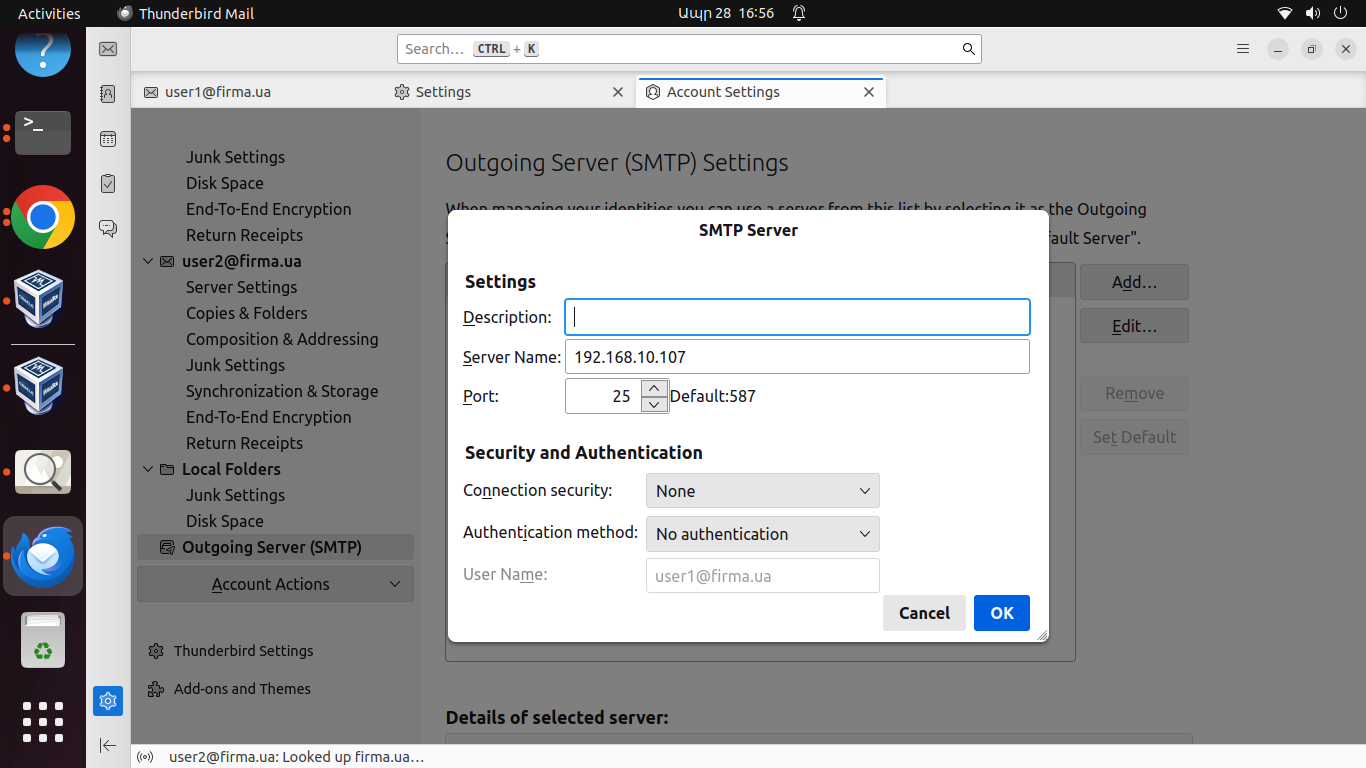 Activities
Thunderbird Mail
Ապր 28 16:56
Search… CTRL + K
user1@firma.ua
Settings
Account Settings
Junk Settings
Disk Space
End-To-End Encryption
Return Receipts
user2@firma.ua
Server Settings
Copies & Folders
Composition & Addressing
Junk Settings
Synchronization & Storage
End-To-End Encryption
Return Receipts
Local Folders
Junk Settings
Disk Space
Outgoing Server (SMTP)
Account Actions
Thunderbird Settings
Add-ons and Themes
Outgoing Server (SMTP) Settings
When managing your identities you can use a server from this list by selecting it as the Outgoing
ault Server".
Add…
Edit…
Remove
Set Default
SMTP Server
Settings
Description:
Server Name: 192.168.10.107
Port: 25 Default:587
Security and Authentication
Connection security: None
Authentication method: No authentication
User Name: user1@firma.ua
Cancel
OK
Details of selected server:
user2@firma.ua: Looked up firma.ua…